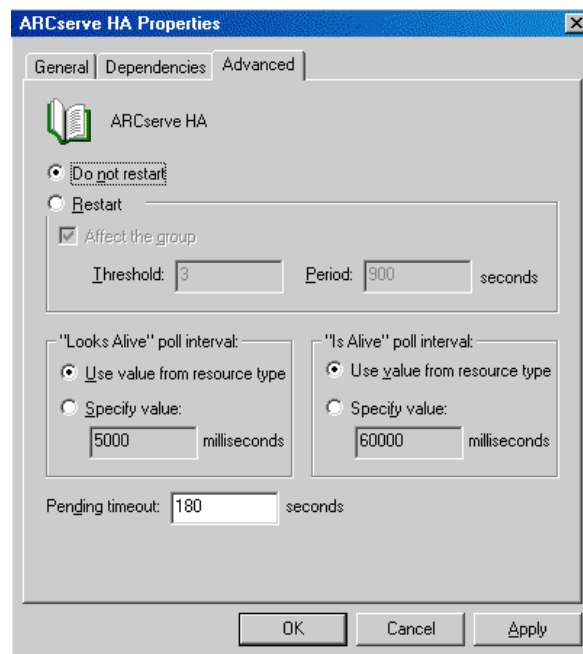 ARCserve HA Properties
General Dependencies Advanced
ARCserve HA
Do not restart
Restart
Affect the group
Threshold: 3 Period: 900 seconds
"Looks Alive" poll interval: "Is Alive" poll interval:
Use value from resource type Use value from resource type
Specify value: Specify value:
5000 milliseconds 60000 milliseconds
Pending timeout: 180 seconds
OK Cancel Apply